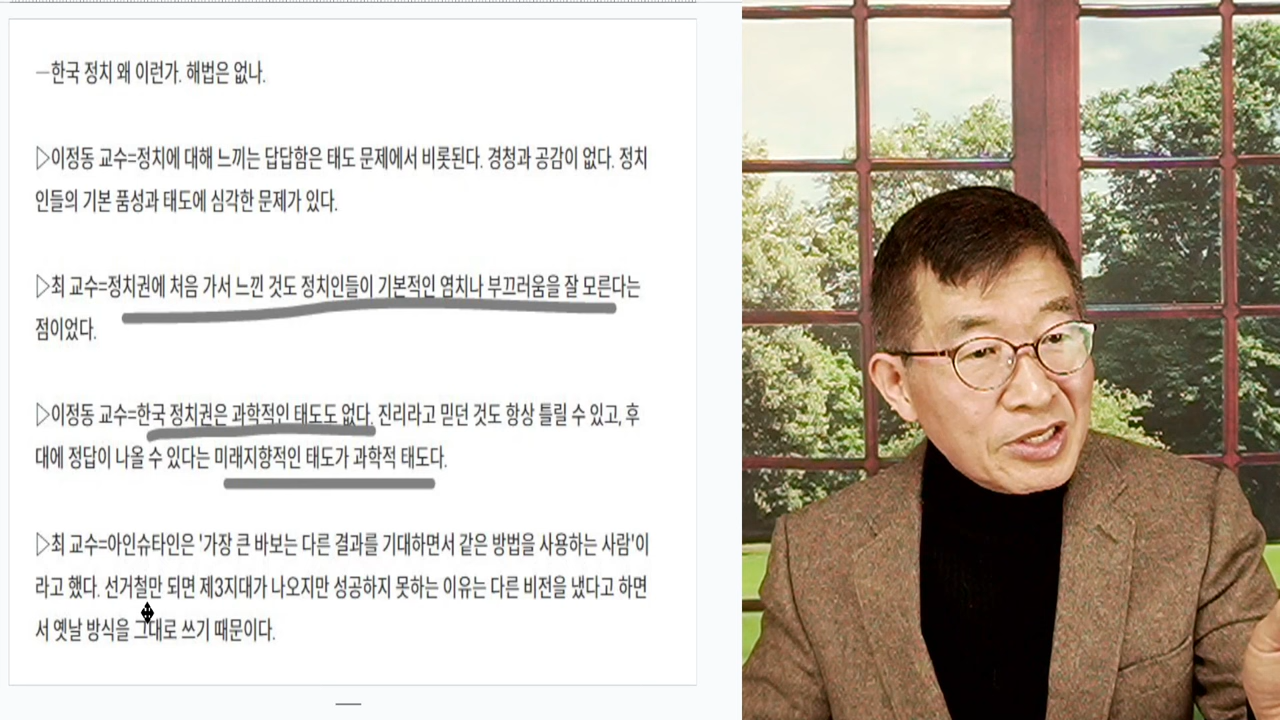 ―한국 정치 왜 이런가. 해법은 없나.
▷이정동 교수=정치에 대해 느끼는 답답함은 태도 문제에서 비롯된다. 경청과 공감이 없다. 정치
인들의 기본 품성과 태도에 심각한 문제가 있다.
▷최 교수=정치권에 처음 가서 느낀 것도 정치인들이 기본적인 염치나 부끄러움을 잘 모른다는
점이었다.
▷이정동 교수=한국 정치권은 과학적인 태도도 없다. 진리라고 믿던 것도 항상 틀릴 수 있고, 후
대에 정답이 나올 수 있다는 미래지향적인 태도가 과학적 태도다.
▷최 교수=아인슈타인은 '가장 큰 바보는 다른 결과를 기대하면서 같은 방법을 사용하는 사람'이
라고 했다. 선거철만 되면 제3지대가 나오지만 성공하지 못하는 이유는 다른 비전을 냈다고 하면
서 옛날 방식을 그대로 쓰기 때문이다.